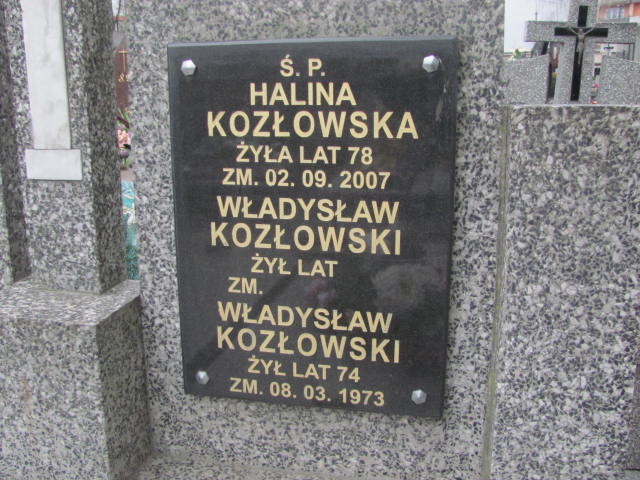 Ś. P.
HALINA
KOZŁOWSKA
ŻYŁA LAT 78
ZM. 02. 09. 2007
WŁADYSŁAW
KOZŁOWSKI
ŻYŁ LAT
ZM.
WŁADYSŁAW
KOZŁOWSKI
ŻYŁ LAT 74
ZM. 08. 03. 1973